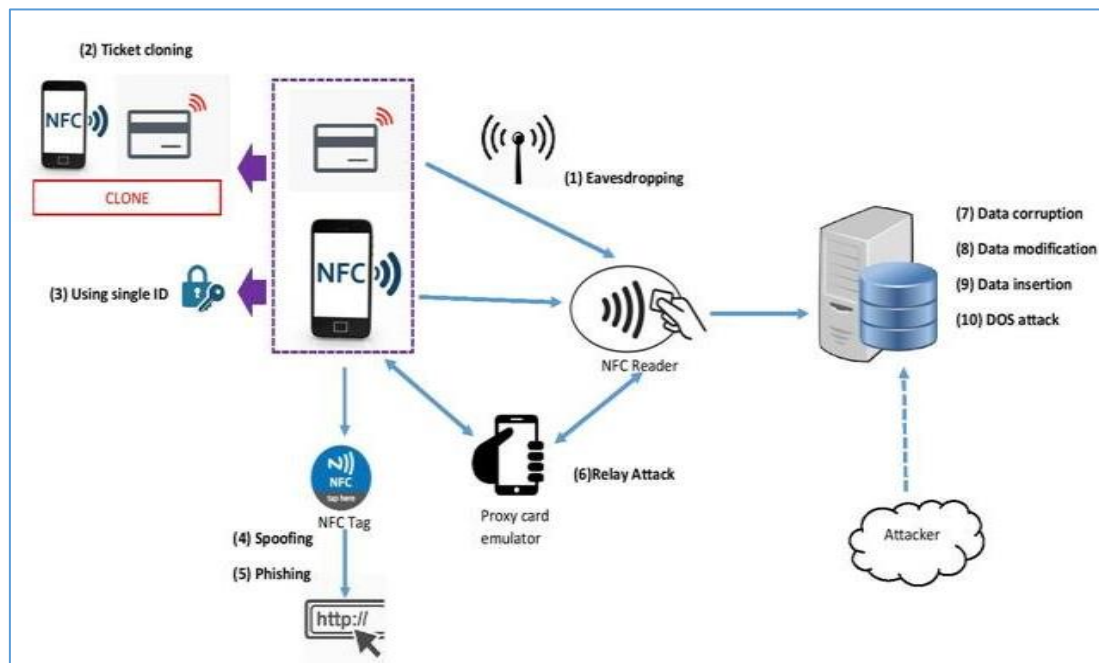 (2) Ticket cloning
NFC
CLONE
(1) Eavesdropping
(3) Using single ID
NFC
NFC Reader
(7) Data corruption
(8) Data modification
(9) Data insertion
(10) DOS attack
NFC
tap here
NFC Tag
(4) Spoofing
(5) Phishing
http://
(6)Relay Attack
Proxy card
emulator
Attacker